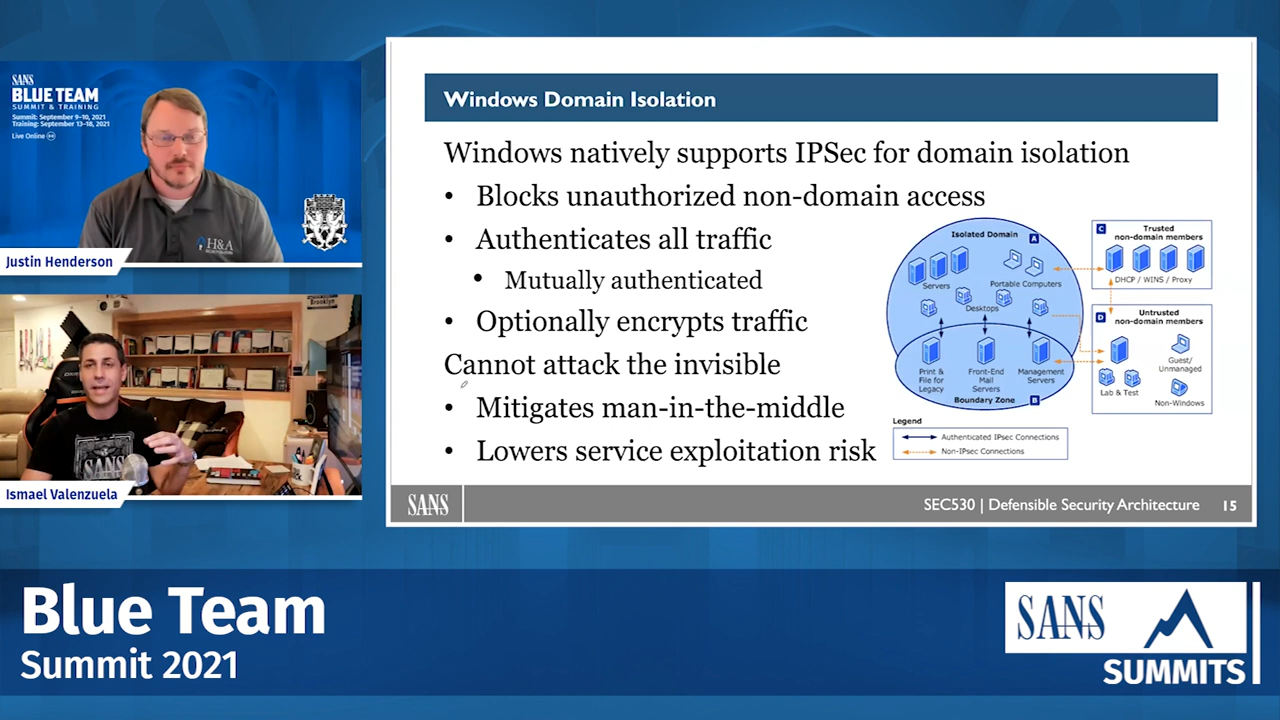 SANS
BLUE TEAM
SUMMIT & TRAINING
Summit: September 9-10, 2021
Training: September 13-18, 2021
Live Online
H&A
Justin Henderson
Brooklyn
SANS
Ismael Valenzuela
Windows Domain Isolation
Windows natively supports IPSec for domain isolation
• Blocks unauthorized non-domain access
• Authenticates all traffic
• Mutually authenticated
• Optionally encrypts traffic
Cannot attack the invisible
• Mitigates man-in-the-middle
• Lowers service exploitation risk
Isolated Domain
A
Servers
Portable Computers
Desktops
Print &
File for
Legacy
Front-End
Mail
Servers
Management
Servers
Boundary Zone
B
C
Trusted
non-domain members
DHCP / WINS / Proxy
D
Untrusted
non-domain members
Guest/
Unmanaged
Lab & Test
Non-Windows
Legend
Authenticated IPsec Connections
Non-IPsec Connections
SANS
SEC530 | Defensible Security Architecture
15
Blue Team
Summit 2021
SANS
SUMMITS